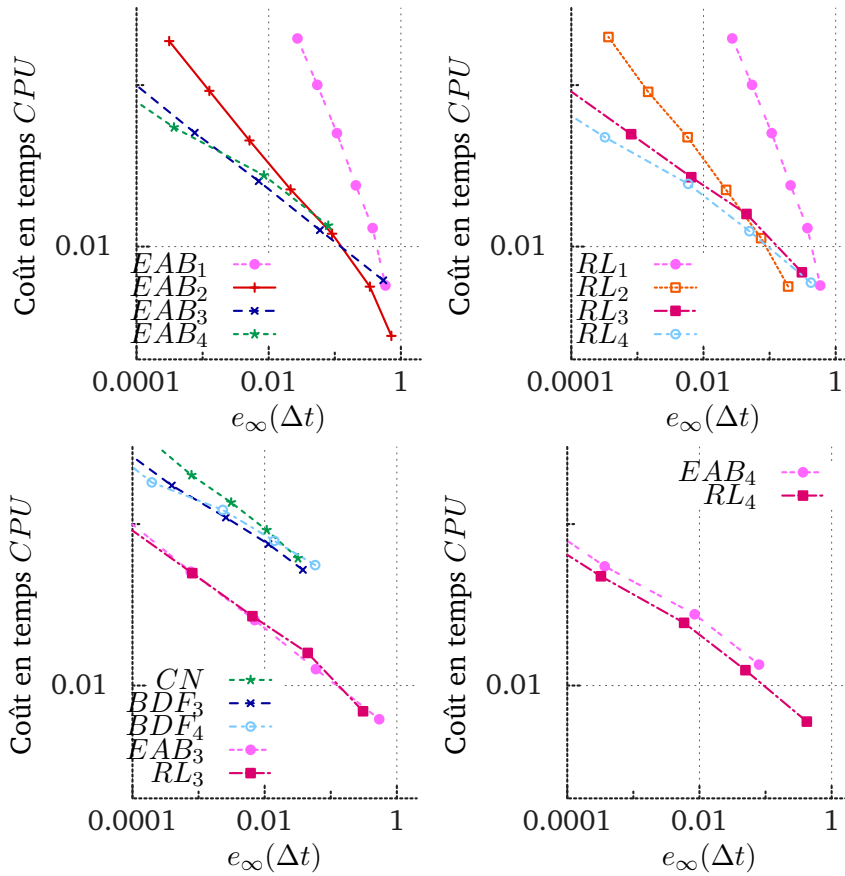 Coût en temps CPU
0.01
EAB₁
EAB₂
EAB₃
EAB₄
0.0001 0.01 1
e∞(Δt)
Coût en temps CPU
0.01
RL₁
RL₂
RL₃
RL₄
0.0001 0.01 1
e∞(Δt)
Coût en temps CPU
0.01
CN
BDF₃
BDF₄
EAB₃
RL₃
0.0001 0.01 1
e∞(Δt)
Coût en temps CPU
EAB₄
RL₄
0.01
0.0001 0.01 1
e∞(Δt)